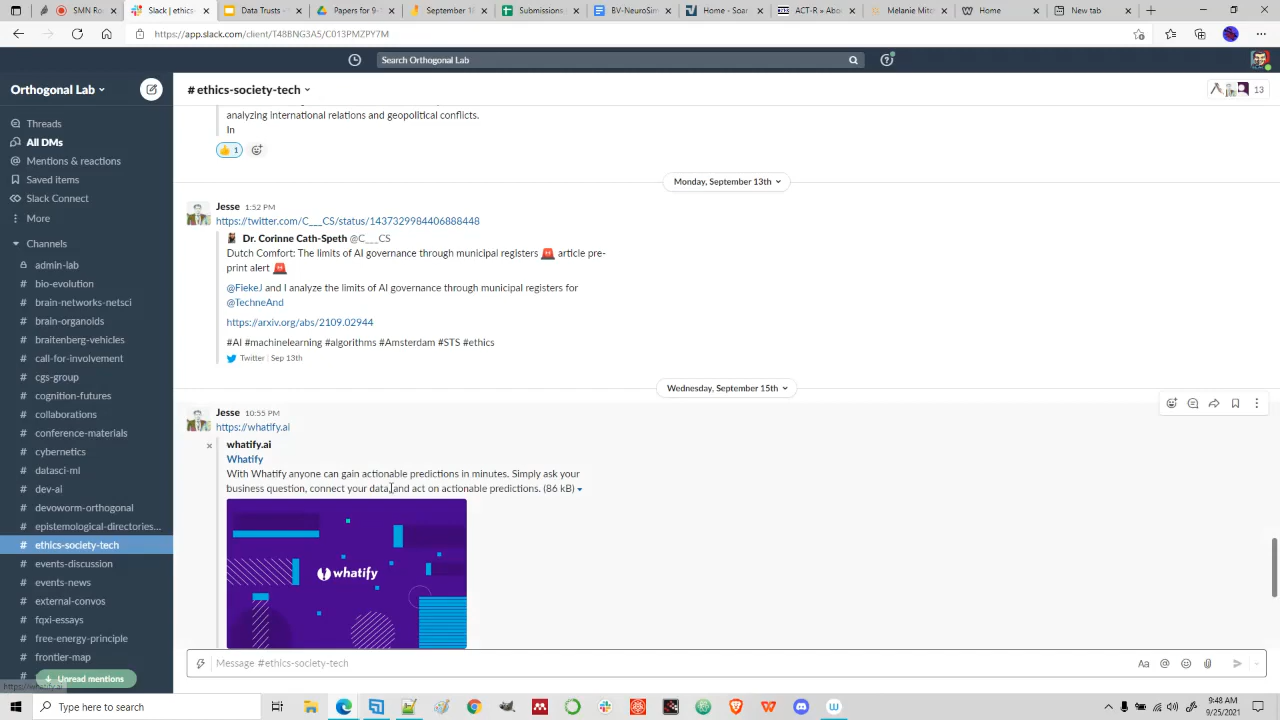 Slack | ethics-
Data Trusts -
Papers for 9-
September 18
Submissions -
BV-NeuroSim
Home - Soar
Melanie Mitc
Home
New tab
https://app.slack.com/client/T48BNG3A5/C013PMZPY7M
Search Orthogonal Lab
Orthogonal Lab
# ethics-society-tech
13
Threads
All DMs
Mentions & reactions
Saved items
Slack Connect
More
Channels
admin-lab
# bio-evolution
# brain-networks-netsci
# brain-organoids
# braitenberg-vehicles
# call-for-involvement
# cgs-group
# cognition-futures
# collaborations
# conference-materials
# cybernetics
# datasci-ml
# dev-ai
# devoworm-orthogonal
# epistemological-directories...
# ethics-society-tech
# events-discussion
# events-news
# external-convos
# fqxi-essays
# free-energy-principle
# frontier-map
#
Unread mentions
https://whatify.ai
analyzing international relations and geopolitical conflicts.
In
1
Monday, September 13th
Jesse 1:52 PM
https://twitter.com/C___CS/status/1437329984406888448
Dr. Corinne Cath-Speth @C___CS
Dutch Comfort: The limits of AI governance through municipal registers 🚨 article pre-
print alert 🚨
@FiekeJ and I analyze the limits of AI governance through municipal registers for
@TechneAnd
https://arxiv.org/abs/2109.02944
#AI #machinelearning #algorithms #Amsterdam #STS #ethics
Twitter | Sep 13th
Wednesday, September 15th
Jesse 10:55 PM
https://whatify.ai
whatify.ai
Whatify
With Whatify anyone can gain actionable predictions in minutes. Simply ask your
business question, connect your data, and act on actionable predictions. (86 kB)
whatify
Message #ethics-society-tech
Aa @
Type here to search
9:48 AM
9/25/2021